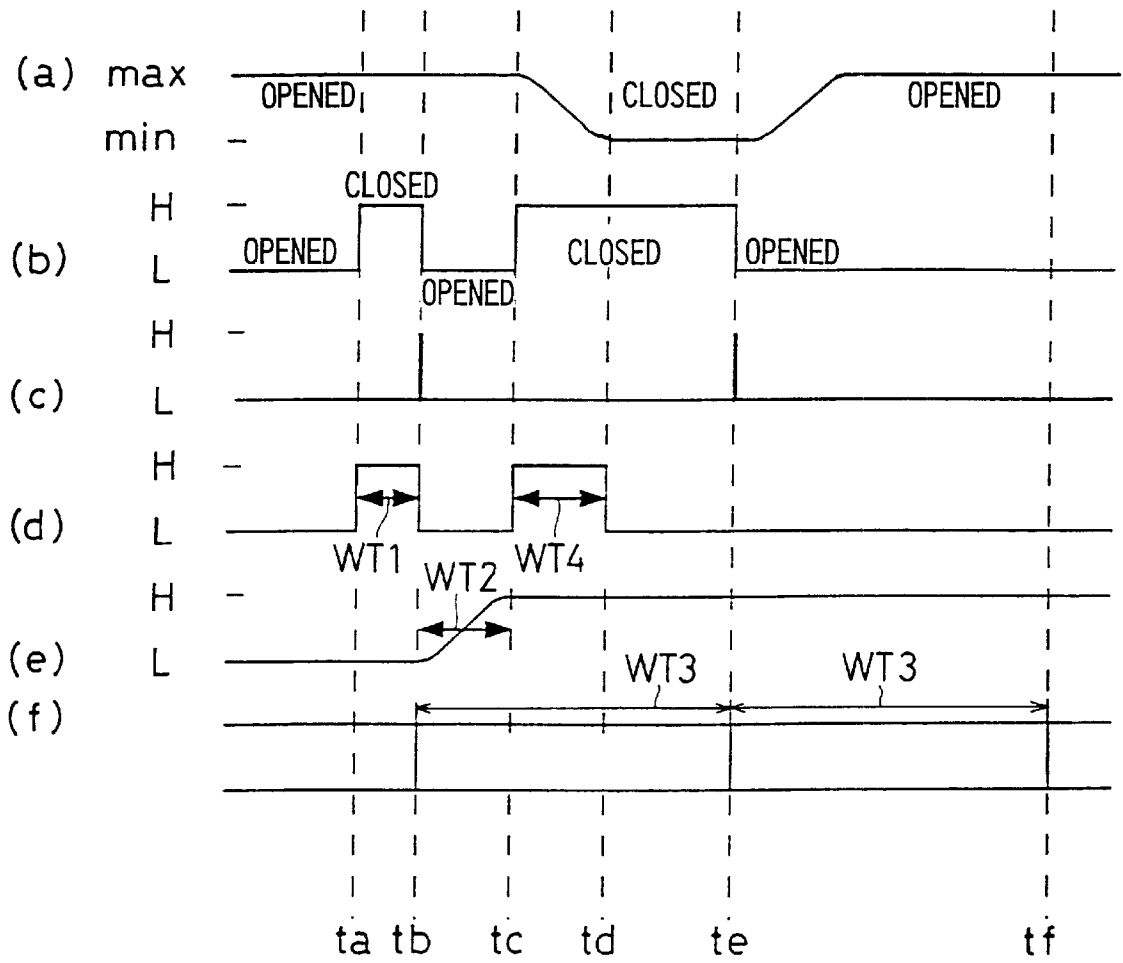 (a) max
OPENED CLOSED OPENED
min
CLOSED
H
(b) OPENED CLOSED OPENED
L
OPENED
H
(c) L
H
(d) L
WT1 WT4
WT2
H
(e) L
WT3 WT3
(f)
ta tb tc td te tf